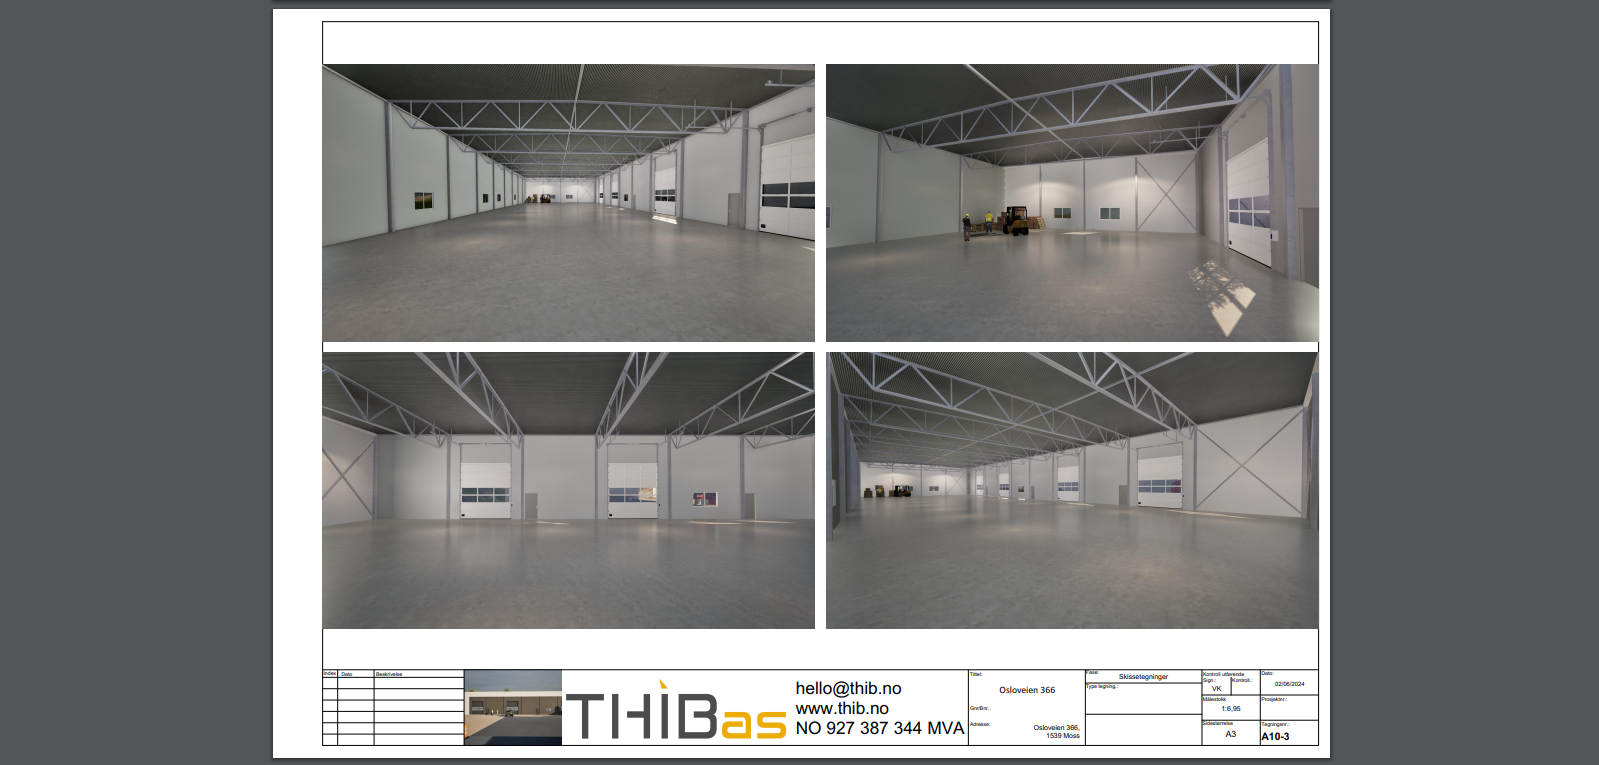 Index
Dato
Beskrivelse
THIBas
hello@thib.no
www.thib.no
NO 927 387 344 MVA
Tittel:
Osloveien 366
Gnr/Bnr.:
Adresse:
Osloveien 366,
1539 Moss
Fase:
Skissetegninger
Type tegning.:
Kontroll utførende
Sign.:
Kontroll.:
VK
Målestokk
1:6,95
Sidestørrelse
A3
Dato:
02/06/2024
Prosjektnr.:
Tegningsnr.:
A10-3